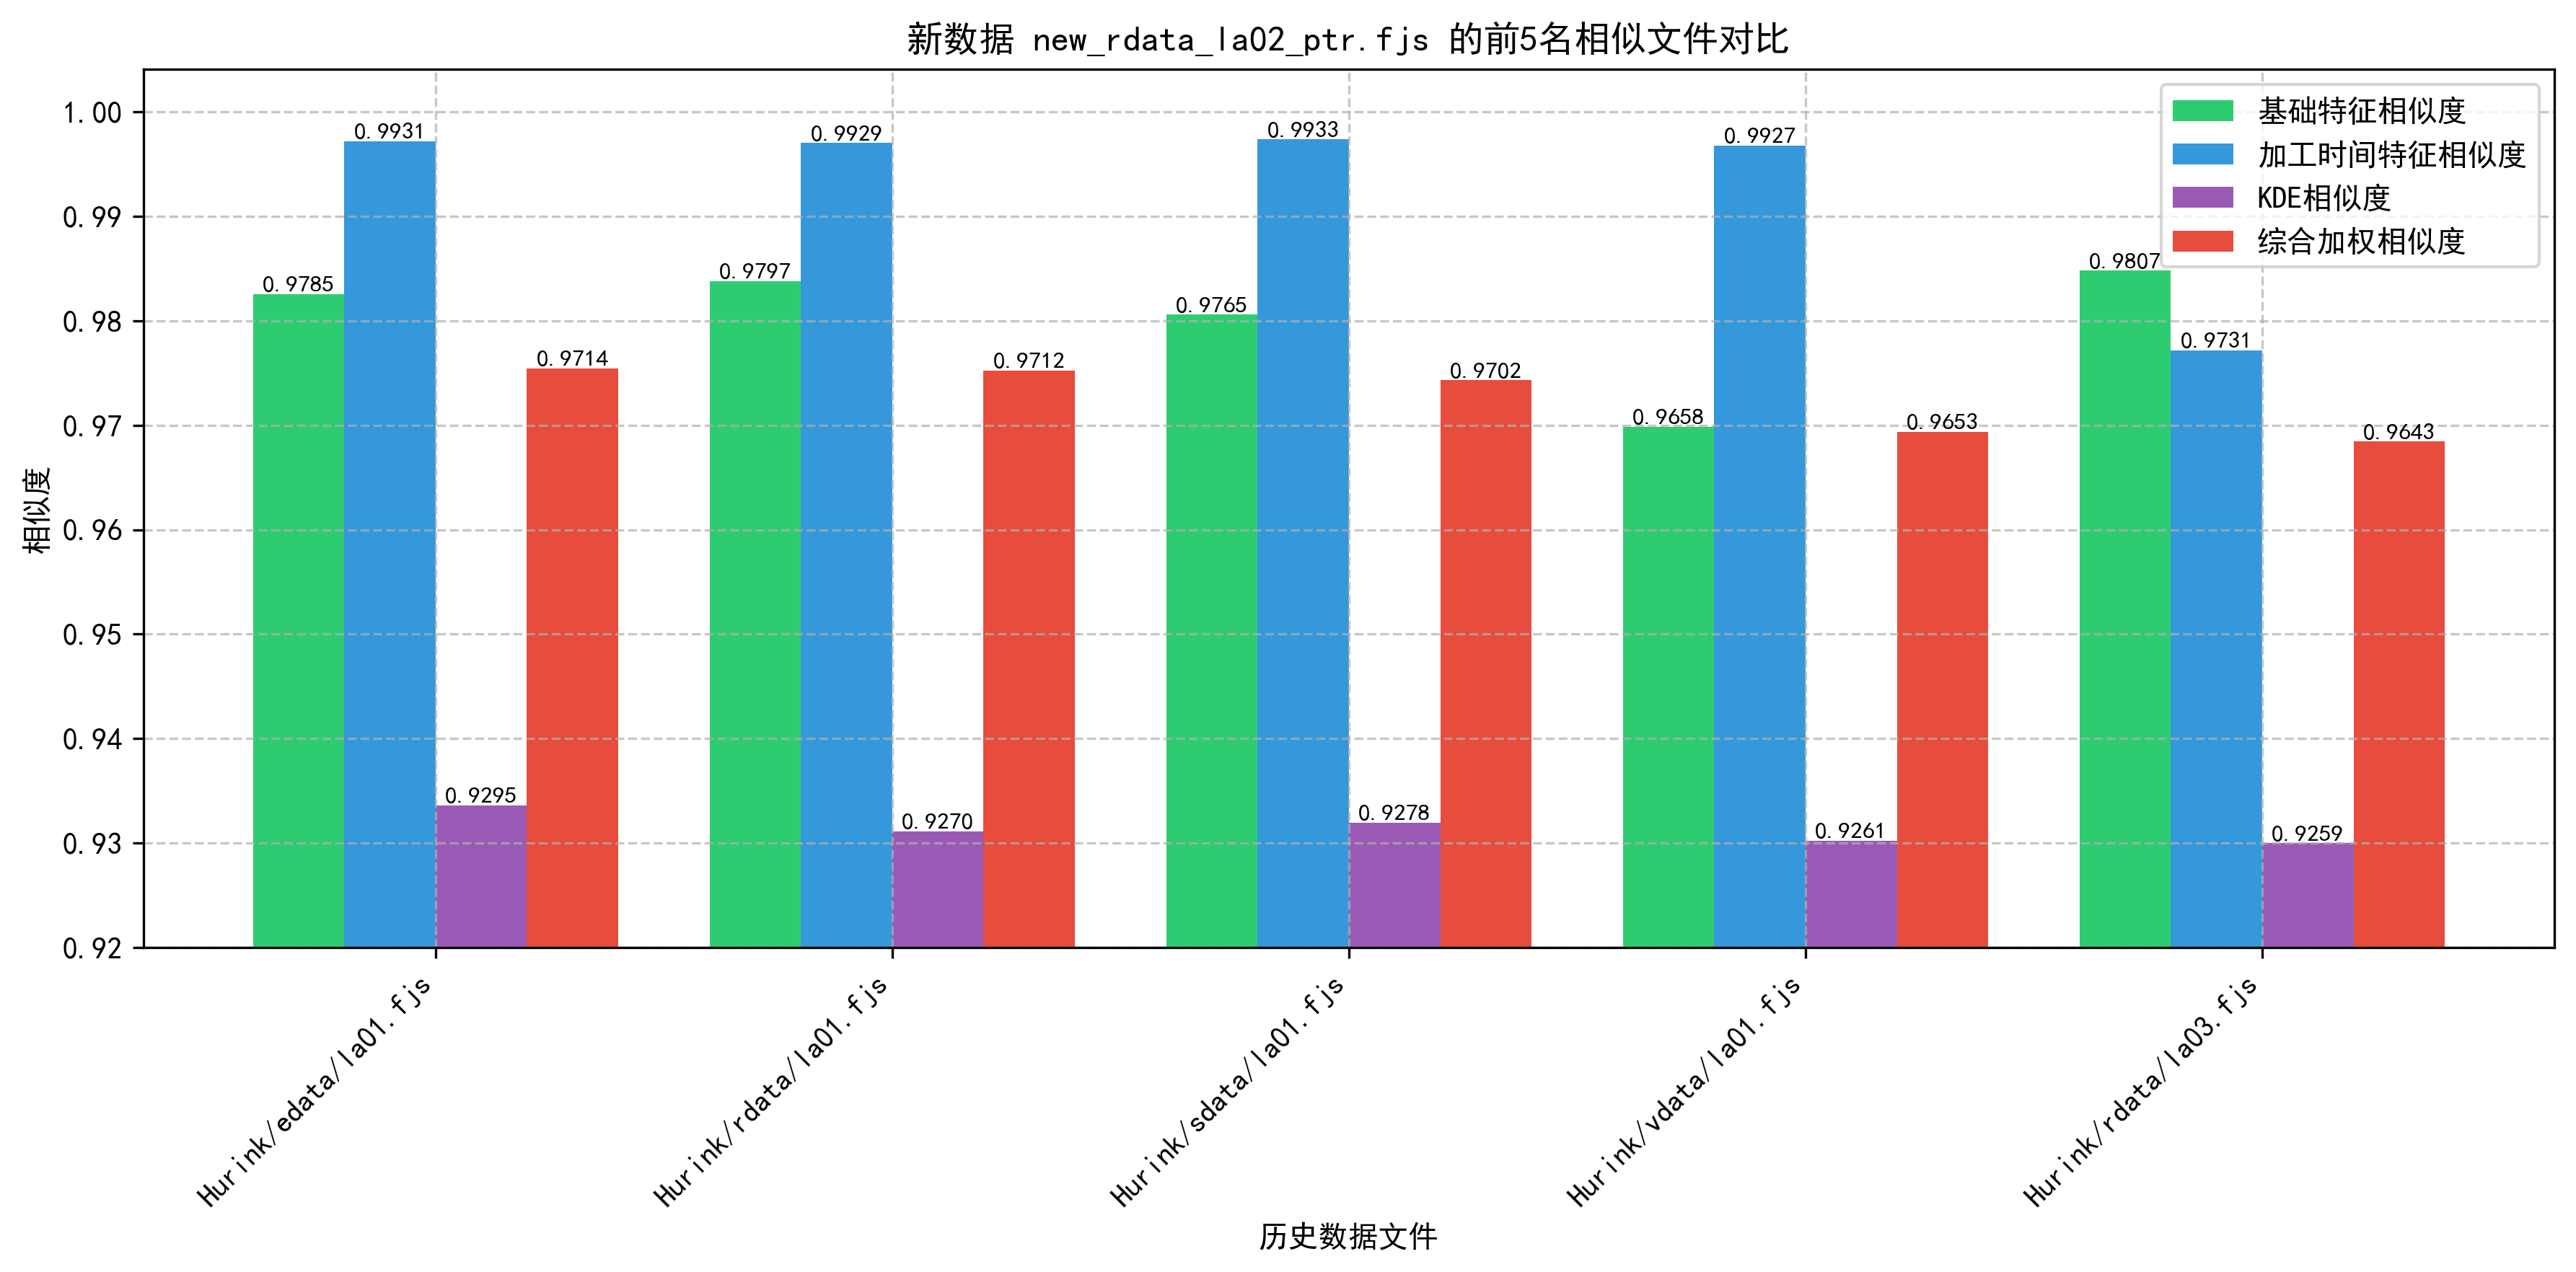 新数据 new_rdata_la02_ptr.fjs 的前5名相似文件对比
基础特征相似度
加工时间特征相似度
KDE相似度
综合加权相似度
相似度
1.00
0.99
0.98
0.97
0.96
0.95
0.94
0.93
0.92
0.9785
0.9931
0.9295
0.9714
0.9797
0.9929
0.9270
0.9712
0.9765
0.9933
0.9278
0.9702
0.9658
0.9927
0.9261
0.9653
0.9807
0.9731
0.9259
0.9643
Hurink/edata/la01.fjs
Hurink/rdata/la01.fjs
Hurink/sdata/la01.fjs
Hurink/vdata/la01.fjs
Hurink/rdata/la03.fjs
历史数据文件